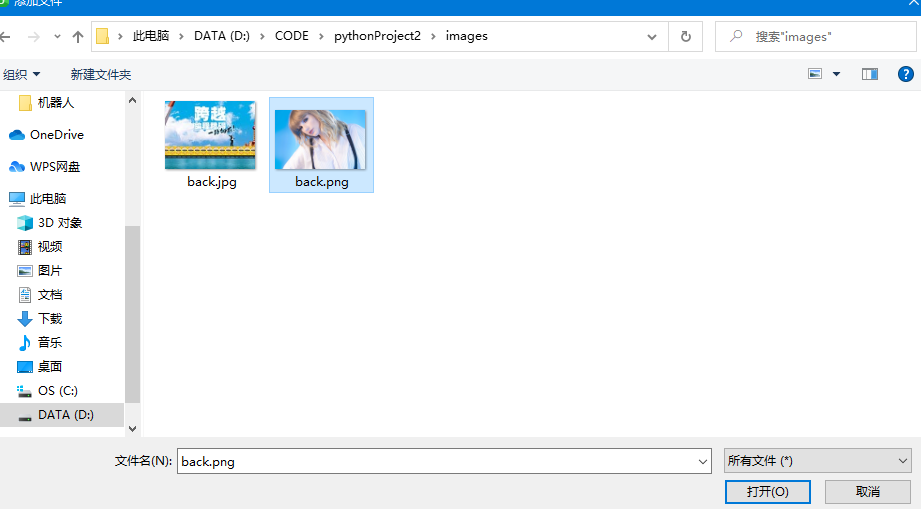 添加文件
此电脑 › DATA (D:) › CODE › pythonProject2 › images
搜索"images"
组织
新建文件夹
机器人
OneDrive
WPS网盘
此电脑
3D 对象
视频
图片
文档
下载
音乐
桌面
OS (C:)
DATA (D:)
跨越
back.jpg
back.png
文件名(N):
back.png
所有文件 (*)
打开(O)
取消